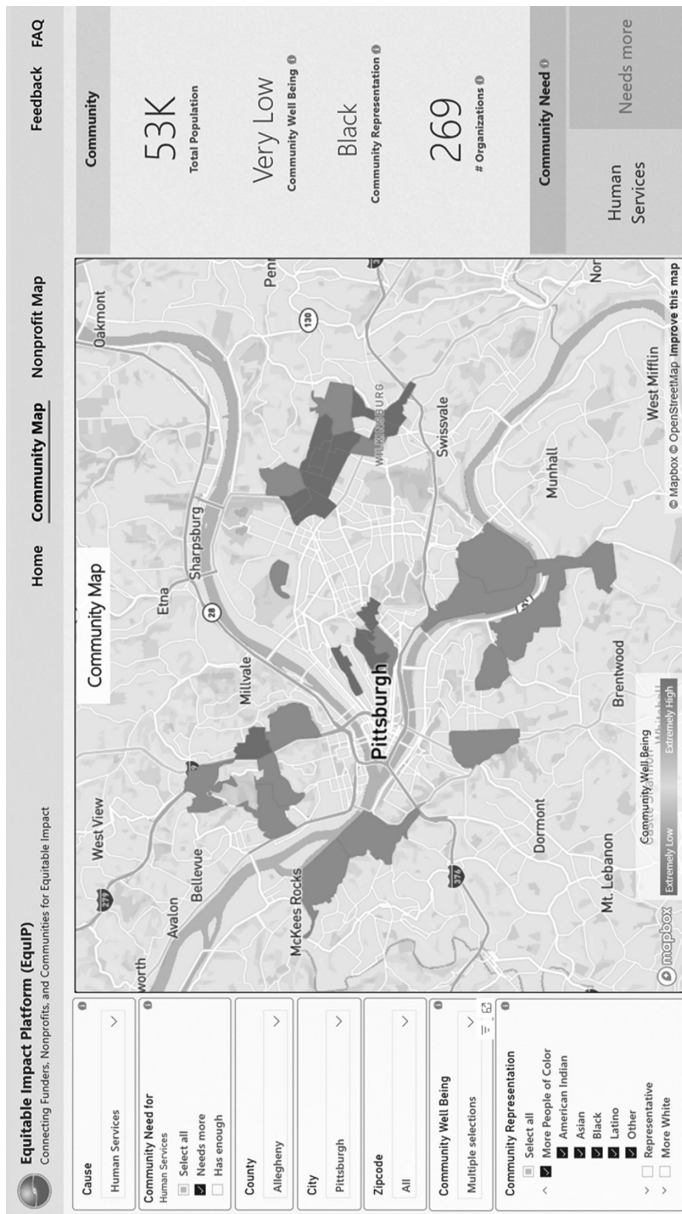 Equitable Impact Platform (EquIP)
Connecting Funders, Nonprofits, and Communities for Equitable Impact
Home
Community Map
Nonprofit Map
Feedback
FAQ
Cause
Human Services
Community Need for
Human Services
Select all
Needs more
Has enough
County
Allegheny
City
Pittsburgh
Zipcode
All
Community Well Being
Multiple selections
Community Representation
Select all
More People of Color
American Indian
Asian
Black
Latino
Other
Representative
More White
Community Map
worth
Avalon
West View
Bellevue
279
McKees Rocks
Millvale
Etna
Sharpsburg
28
Oakmont
Penn
130
WILKINSBURG
Pittsburgh
Swissvale
376
Munhall
Dormont
Mt. Lebanon
Brentwood
West Mifflin
Nor
Community Well Being
Extremely Low
Extremely High
mapbox
© Mapbox © OpenStreetMap Improve this map
Community
53K
Total Population
Very Low
Community Well Being
Black
Community Representation
269
# Organizations
Community Need
Human
Services
Needs more